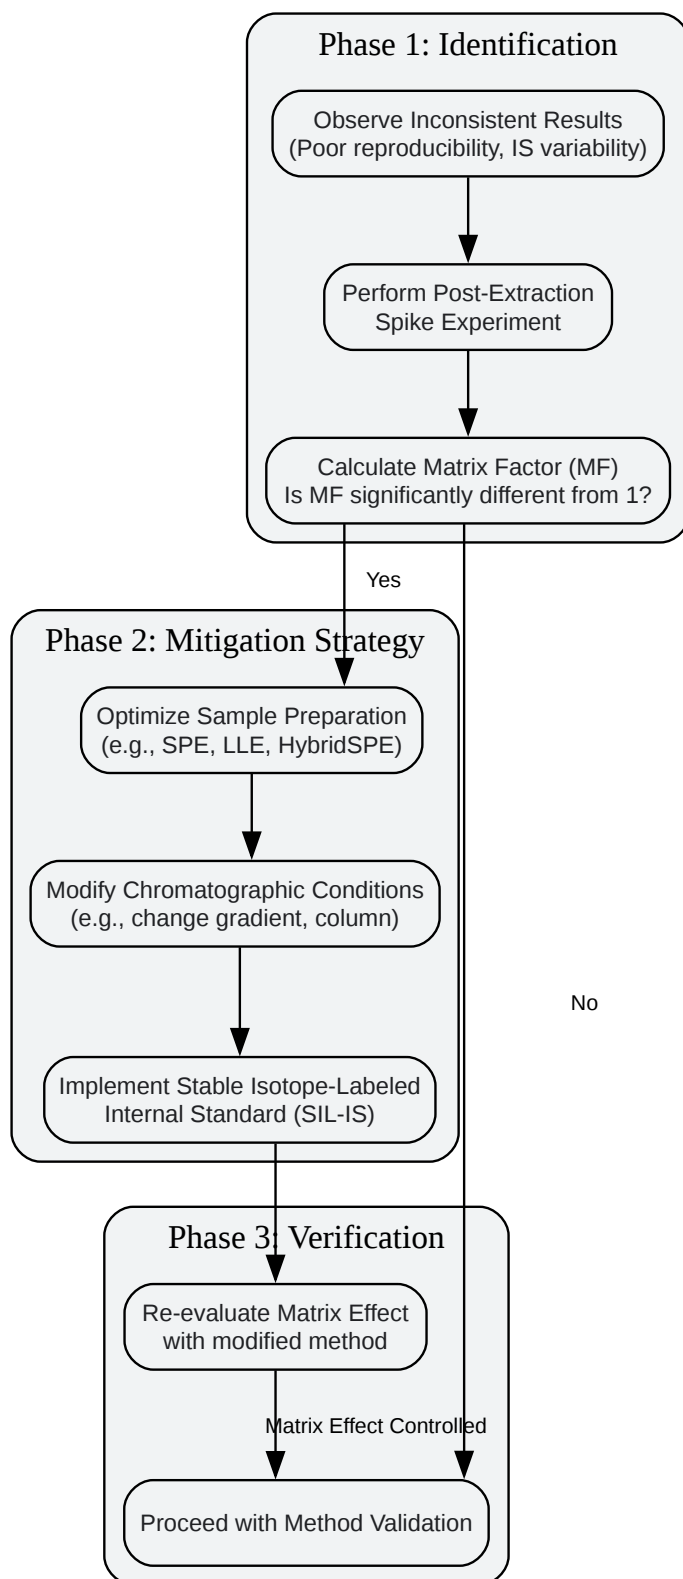 Phase 1: Identification
Observe Inconsistent Results
(Poor reproducibility, IS variability)
Perform Post-Extraction
Spike Experiment
Calculate Matrix Factor (MF)
Is MF significantly different from 1?
Yes
Phase 2: Mitigation Strategy
Optimize Sample Preparation
(e.g., SPE, LLE, HybridSPE)
Modify Chromatographic Conditions
(e.g., change gradient, column)
No
Implement Stable Isotope-Labeled
Internal Standard (SIL-IS)
Phase 3: Verification
Re-evaluate Matrix Effect
with modified method
Matrix Effect Controlled
Proceed with Method Validation